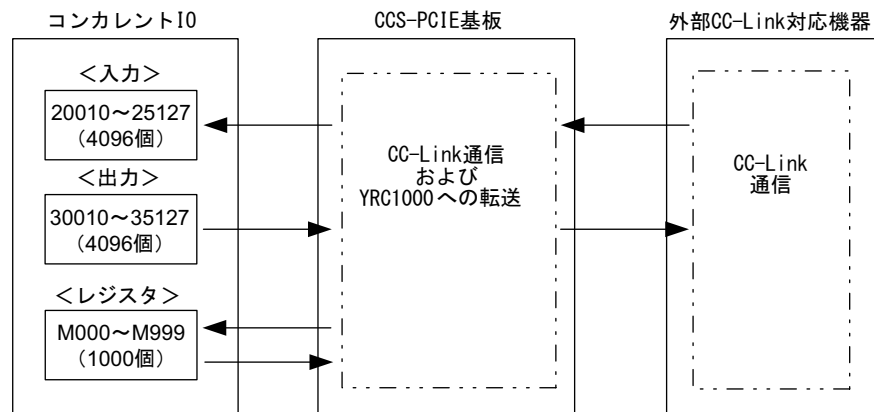 コンカレントIO
CCS-PCIE基板
外部CC-Link対応機器
＜入力＞
20010～25127
（4096個）
＜出力＞
30010～35127
（4096個）
＜レジスタ＞
M000～M999
（1000個）
CC-Link通信
および
YRC1000への転送
CC-Link
通信